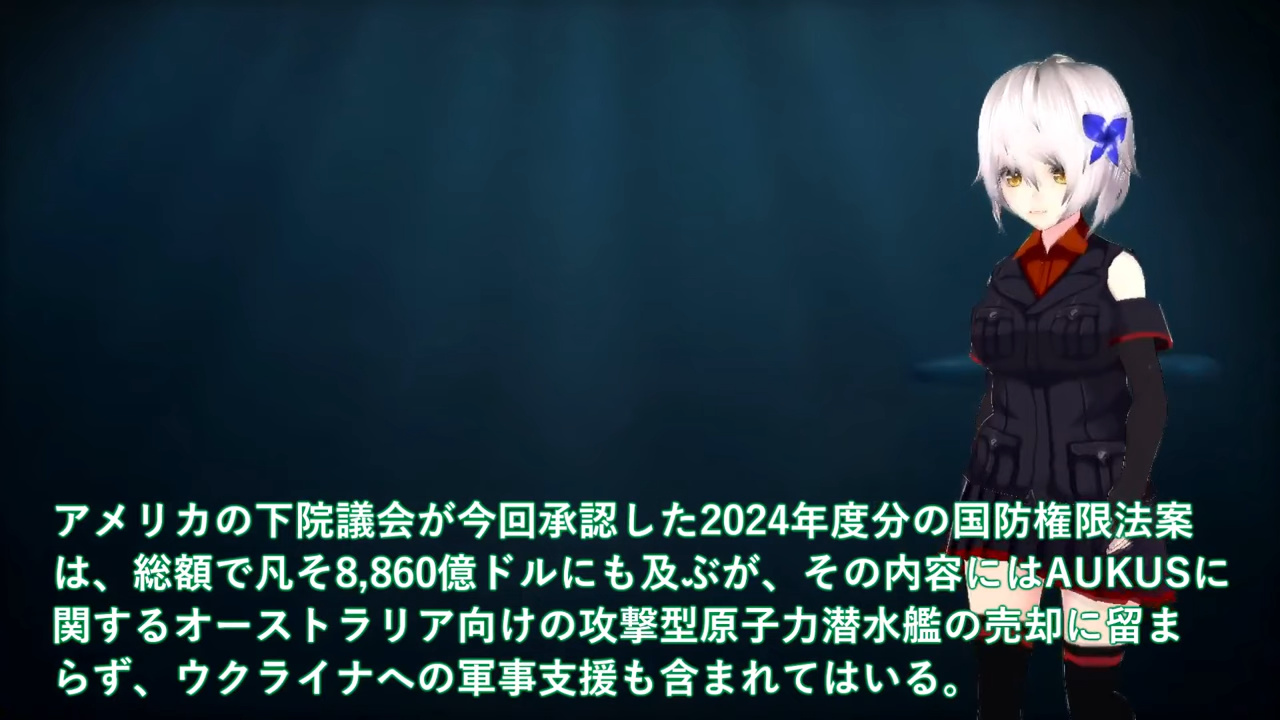 アメリカの下院議会が今回承認した2024年度分の国防権限法案
は、総額で凡そ8,860億ドルにも及ぶが、その内容にはAUKUSに
関するオーストラリア向けの攻撃型原子力潜水艦の売却に留ま
らず、ウクライナへの軍事支援も含まれてはいる。